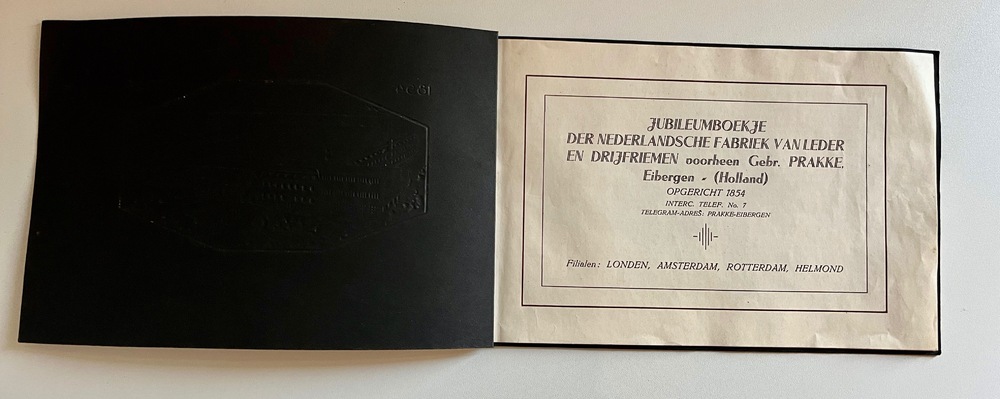 JUBILEUMBOEKJE
DER NEDERLANDSCHE FABRIEK VAN LEDER
EN DRIJFRIEMEN voorheen Gebr. PRAKKE,
Eibergen - (Holland)
OPGERICHT 1854
INTERC. TELEF. No. 7
TELEGRAM-ADRES: PRAKKE-EIBERGEN
Filialen: LONDEN, AMSTERDAM, ROTTERDAM, HELMOND